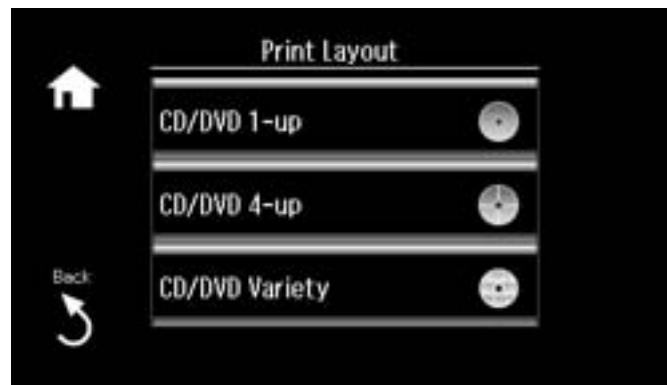 Print Layout
CD/DVD 1-up
CD/DVD 4-up
CD/DVD Variety
Back